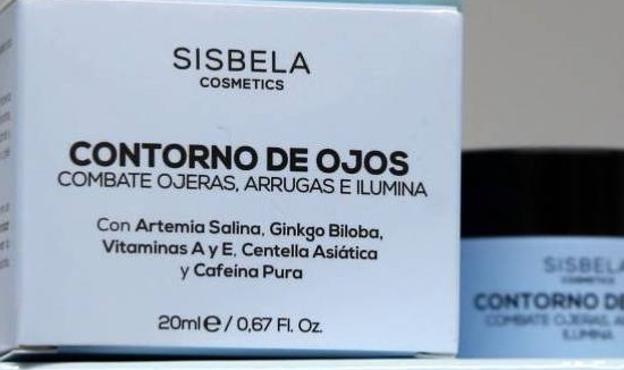 SISBELA
COSMETICS
CONTORNO DE OJOS
COMBATE OJERAS, ARRUGAS E ILUMINA
Con Artemia Salina, Ginkgo Biloba,
Vitaminas A y E, Centella Asiática
y Cafeína Pura
20ml℮ / 0,67 Fl. Oz.
SISBELA
COSMETICS
CONTORNO DE
COMBATE OJERAS, A
ILUMINA